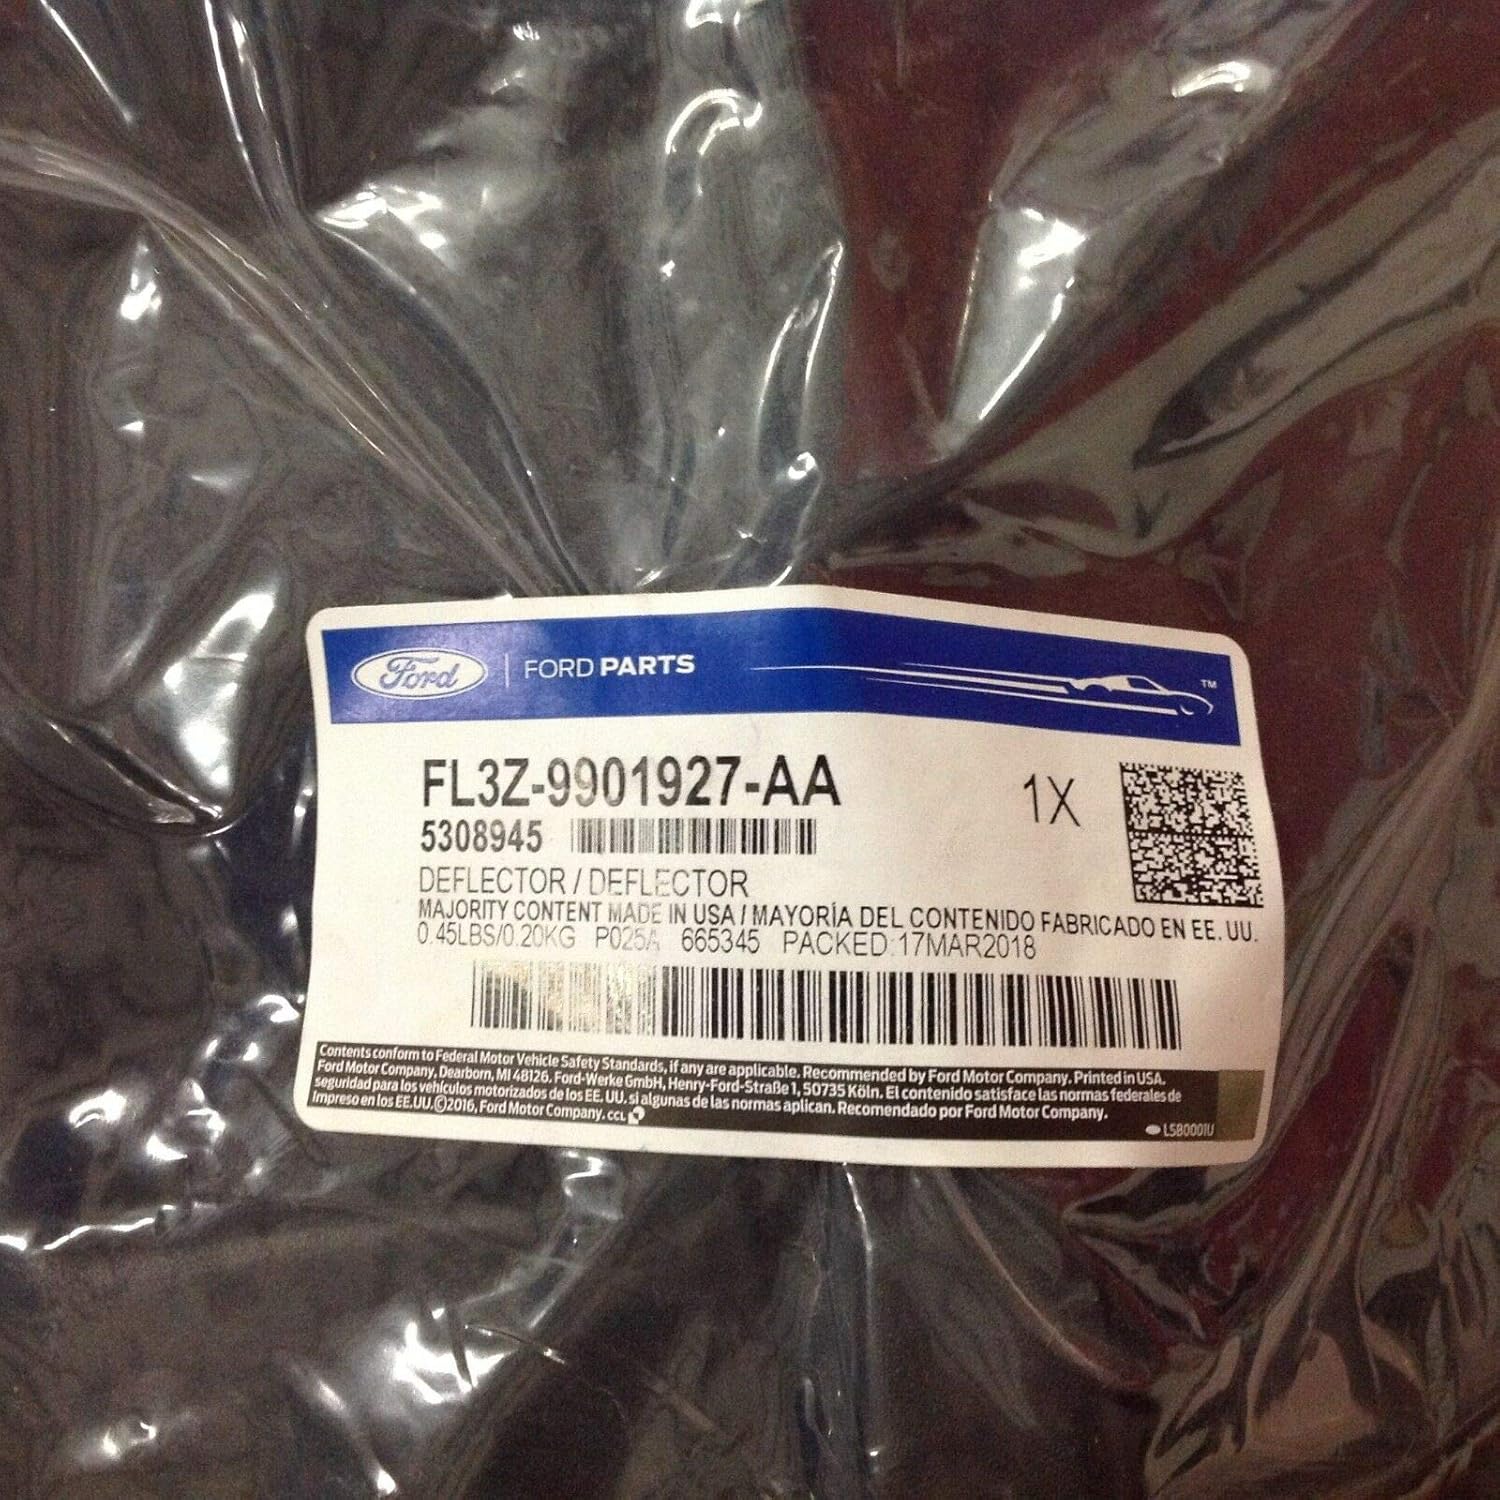 Ford | FORD PARTS ™
FL3Z-9901927-AA 1X
5308945
DEFLECTOR / DEFLECTOR
MAJORITY CONTENT MADE IN USA / MAYORÍA DEL CONTENIDO FABRICADO EN EE. UU.
0.45LBS/0.20KG P025A 665345 PACKED:17MAR2018
Contents conform to Federal Motor Vehicle Safety Standards, if any are applicable. Recommended by Ford Motor Company. Printed in USA.
Ford Motor Company, Dearborn, MI 48126. Ford-Werke GmbH, Henry-Ford-Straße 1, 50735 Köln. El contenido satisface las normas federales de
seguridad para los vehículos motorizados de los EE. UU. si algunas de las normas aplican. Recomendado por Ford Motor Company.
Impreso en los EE.UU.©2016, Ford Motor Company. CCL
LSB0001U